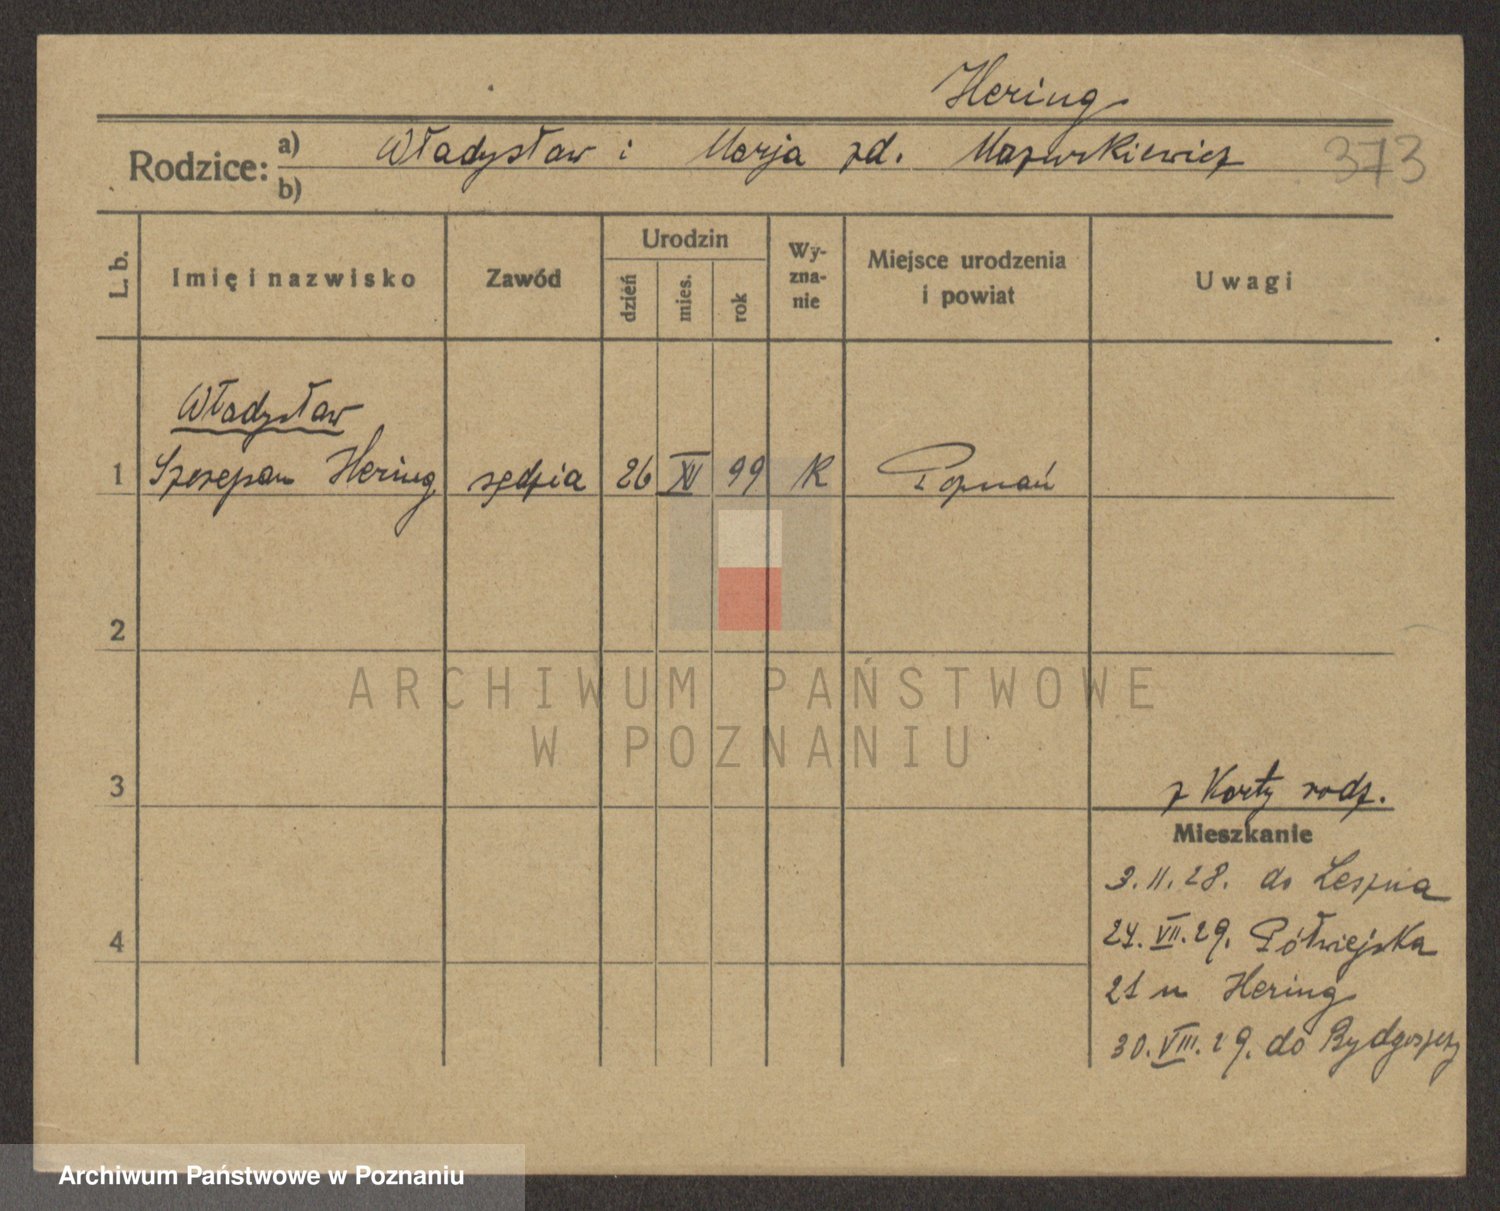 Hering
Rodzice: a) Władysław i Marja zd. Mazurkiewicz 373
b)
L. b. Imię i nazwisko Zawód Urodzin dzień mies. rok Wy-zna-nie Miejsce urodzenia i powiat Uwagi
Władysław
1 Szczepan Hering sędzia 26 XII 99 K Poznań
2
ARCHIWUM PAŃSTWOWE
W POZNANIU
3 z Karty rodz.
Mieszkanie
3.11.28. do Leszna
4 24.VII.29. Półwiejska
21 u Hering
30.VIII.29. do Bydgoszczy
Archiwum Państwowe w Poznaniu